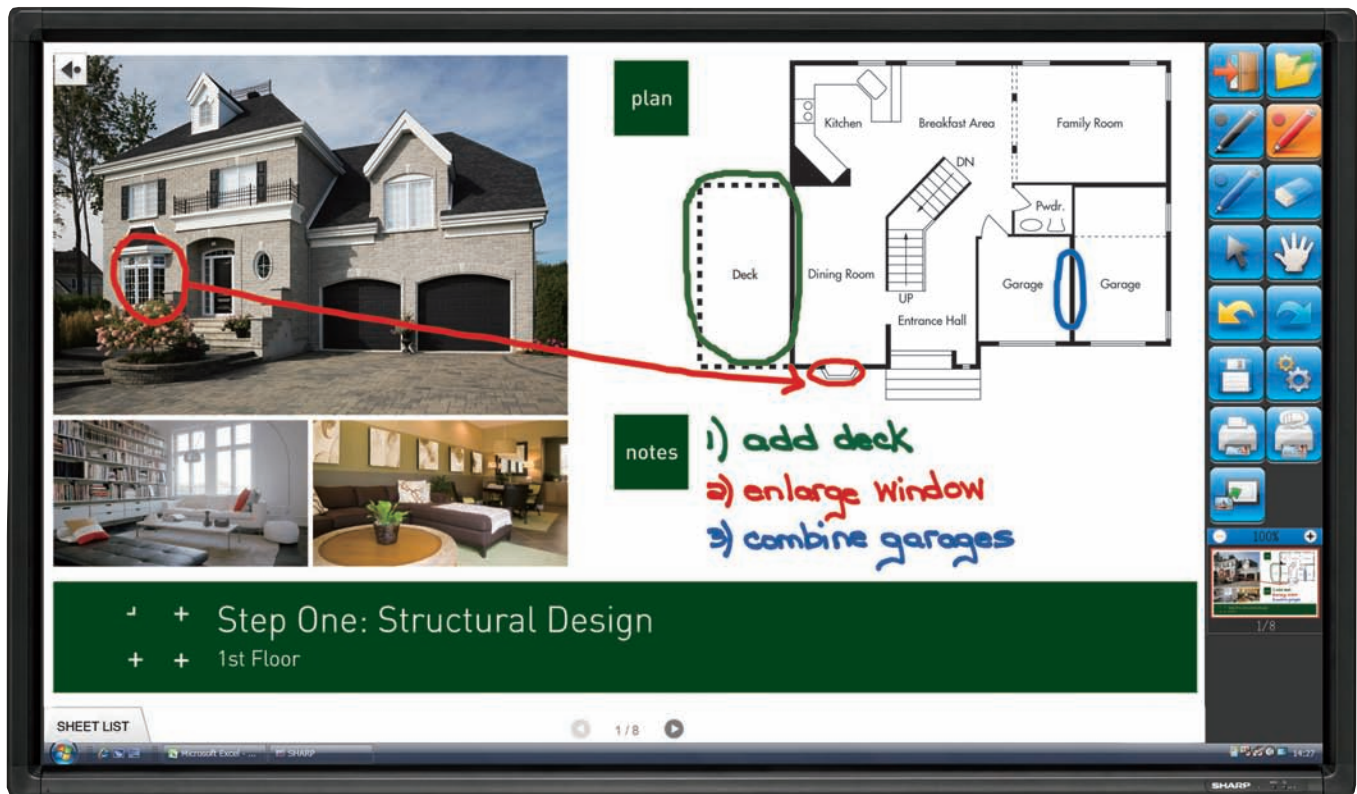 plan
Kitchen
Breakfast Area
Family Room
DN
Pwdr.
Deck
Dining Room
Garage
Garage
UP
Entrance Hall
notes
1) add deck
2) enlarge window
3) combine garages
Step One: Structural Design
1st Floor
100%
1/8
SHEET LIST
1/8
Microsoft Excel - ...
SHARP
14:27
SHARP